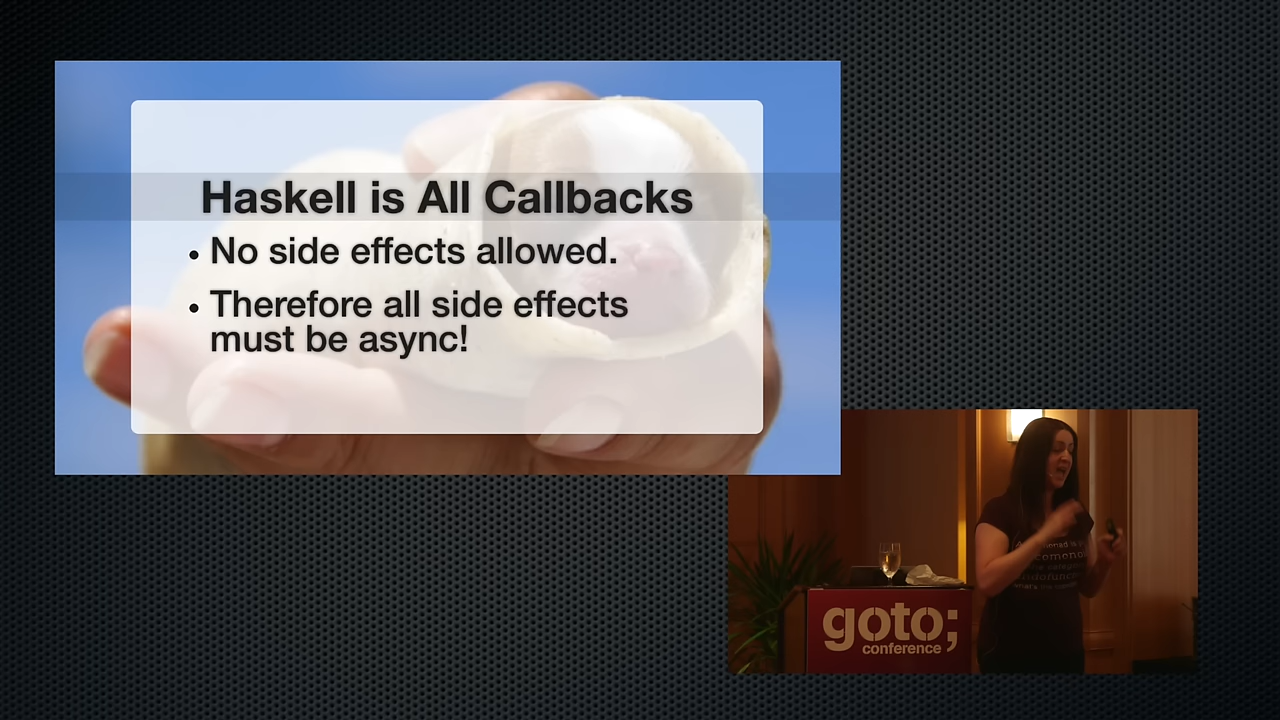 Haskell is All Callbacks
• No side effects allowed.
• Therefore all side effects
must be async!
goto;
conference